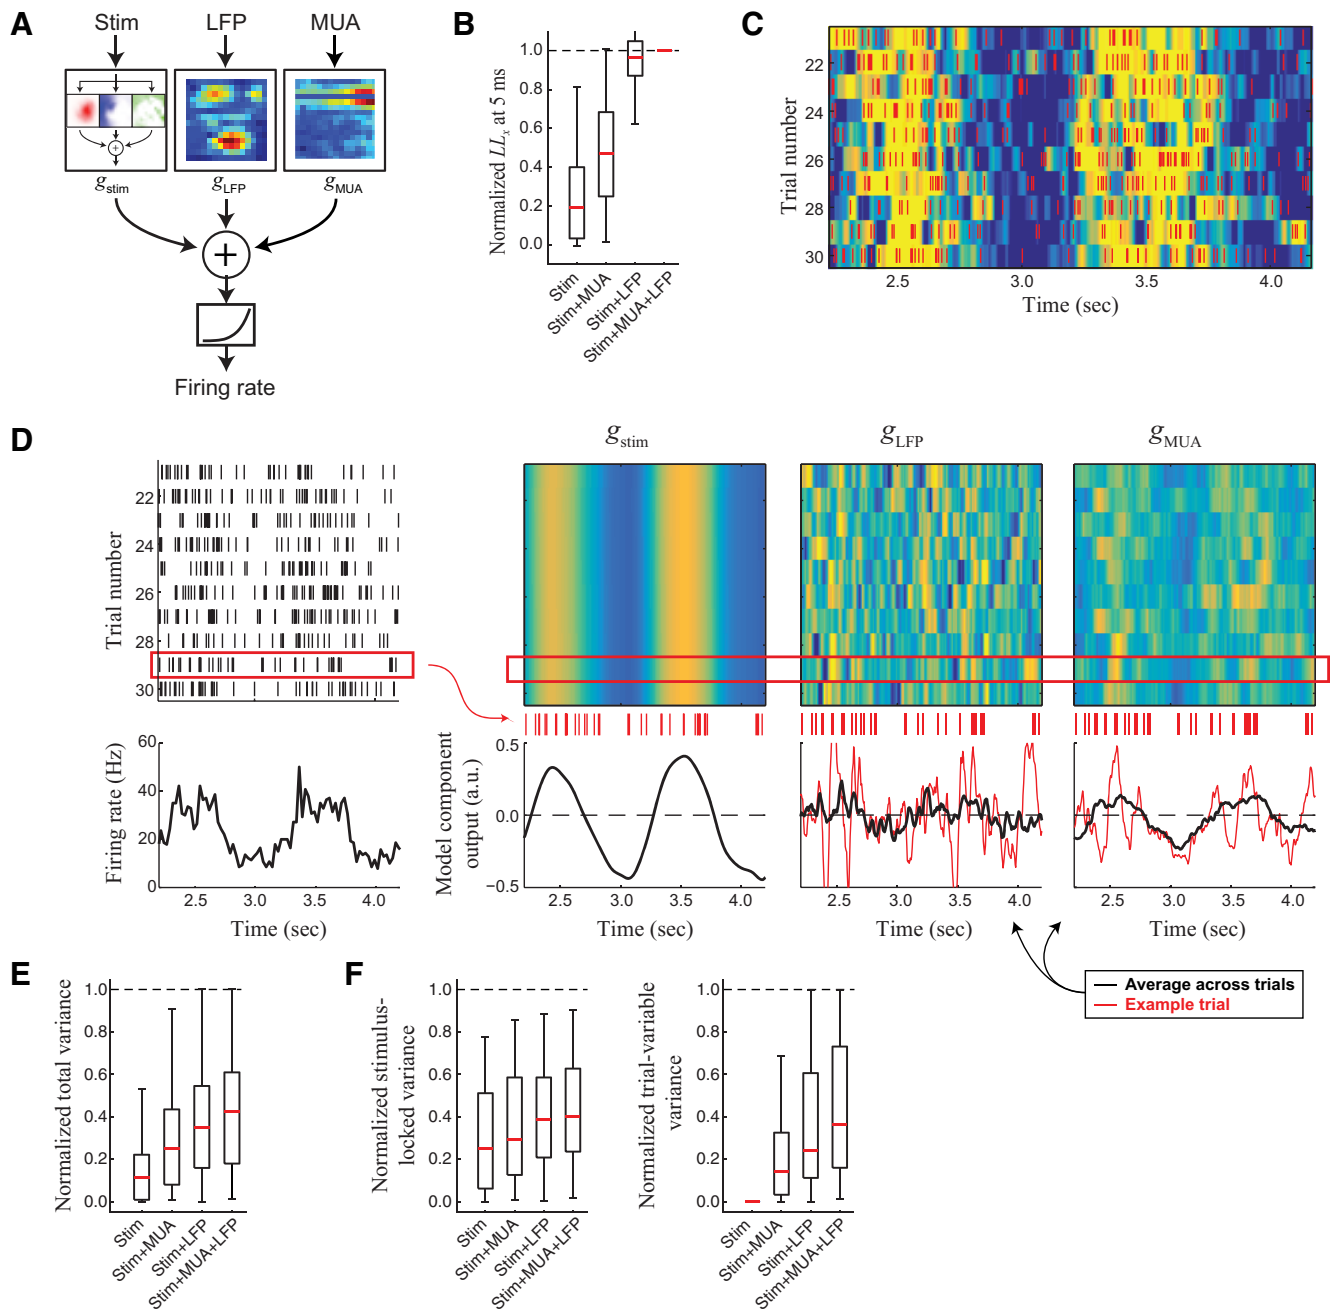 A
Stim
LFP
MUA
+
g_stim
g_LFP
g_MUA
+
Firing rate
B
Normalized LL_x at 5 ms
1.0
0.8
0.6
0.4
0.2
0.0
Stim
Stim+MUA
Stim+LFP
Stim+MUA+LFP
C
Trial number
22
24
26
28
30
2.5
3.0
3.5
4.0
Time (sec)
D
Trial number
22
24
26
28
30
Firing rate (Hz)
60
40
20
0
2.5
3.0
3.5
4.0
Time (sec)
g_stim
g_LFP
g_MUA
Model component
output (a.u.)
0.5
0.0
−0.5
2.5
3.0
3.5
4.0
Time (sec)
2.5
3.0
3.5
4.0
Time (sec)
2.5
3.0
3.5
4.0
Time (sec)
Average across trials
Example trial
E
Normalized total variance
1.0
0.8
0.6
0.4
0.2
0.0
Stim
Stim+MUA
Stim+LFP
Stim+MUA+LFP
F
Normalized stimulus-
locked variance
1.0
0.8
0.6
0.4
0.2
0.0
Stim
Stim+MUA
Stim+LFP
Stim+MUA+LFP
Normalized trial-variable
variance
1.0
0.8
0.6
0.4
0.2
0.0
Stim
Stim+MUA
Stim+LFP
Stim+MUA+LFP